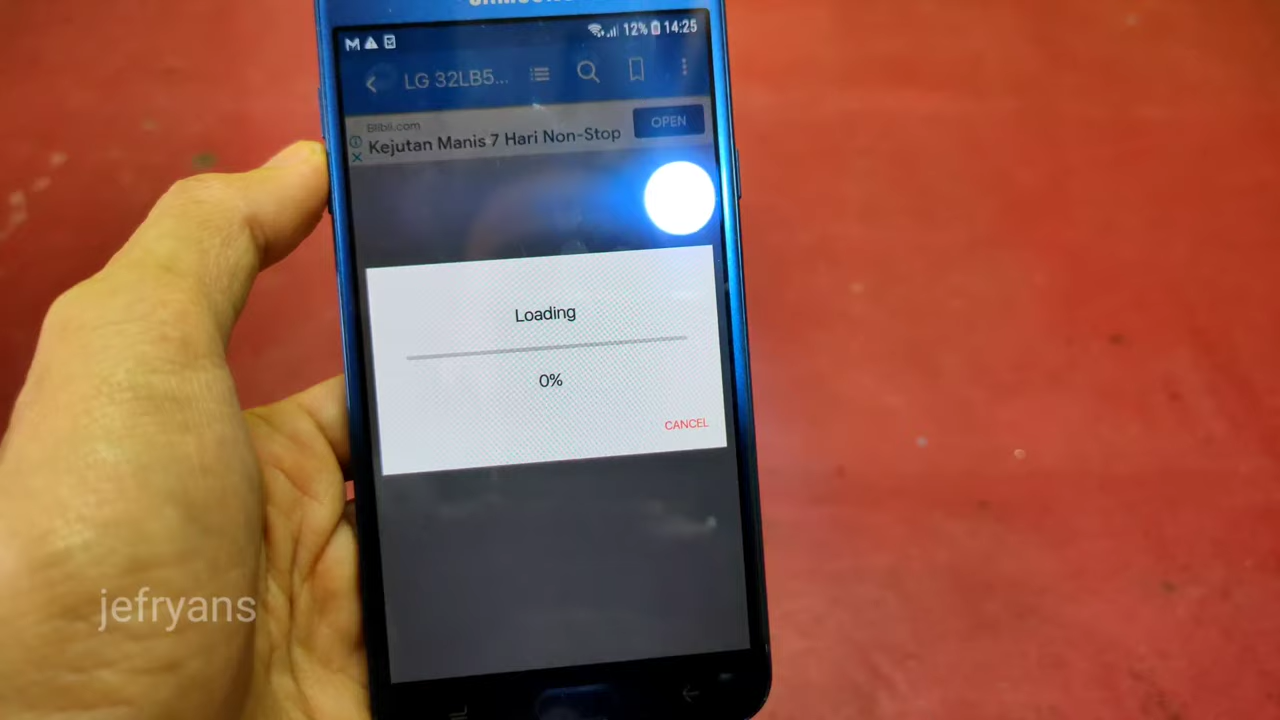 SAMSUNG
12% 14:25
LG 32LB5...
Blibli.com
Kejutan Manis 7 Hari Non-Stop
OPEN
Loading
0%
CANCEL
jefryans